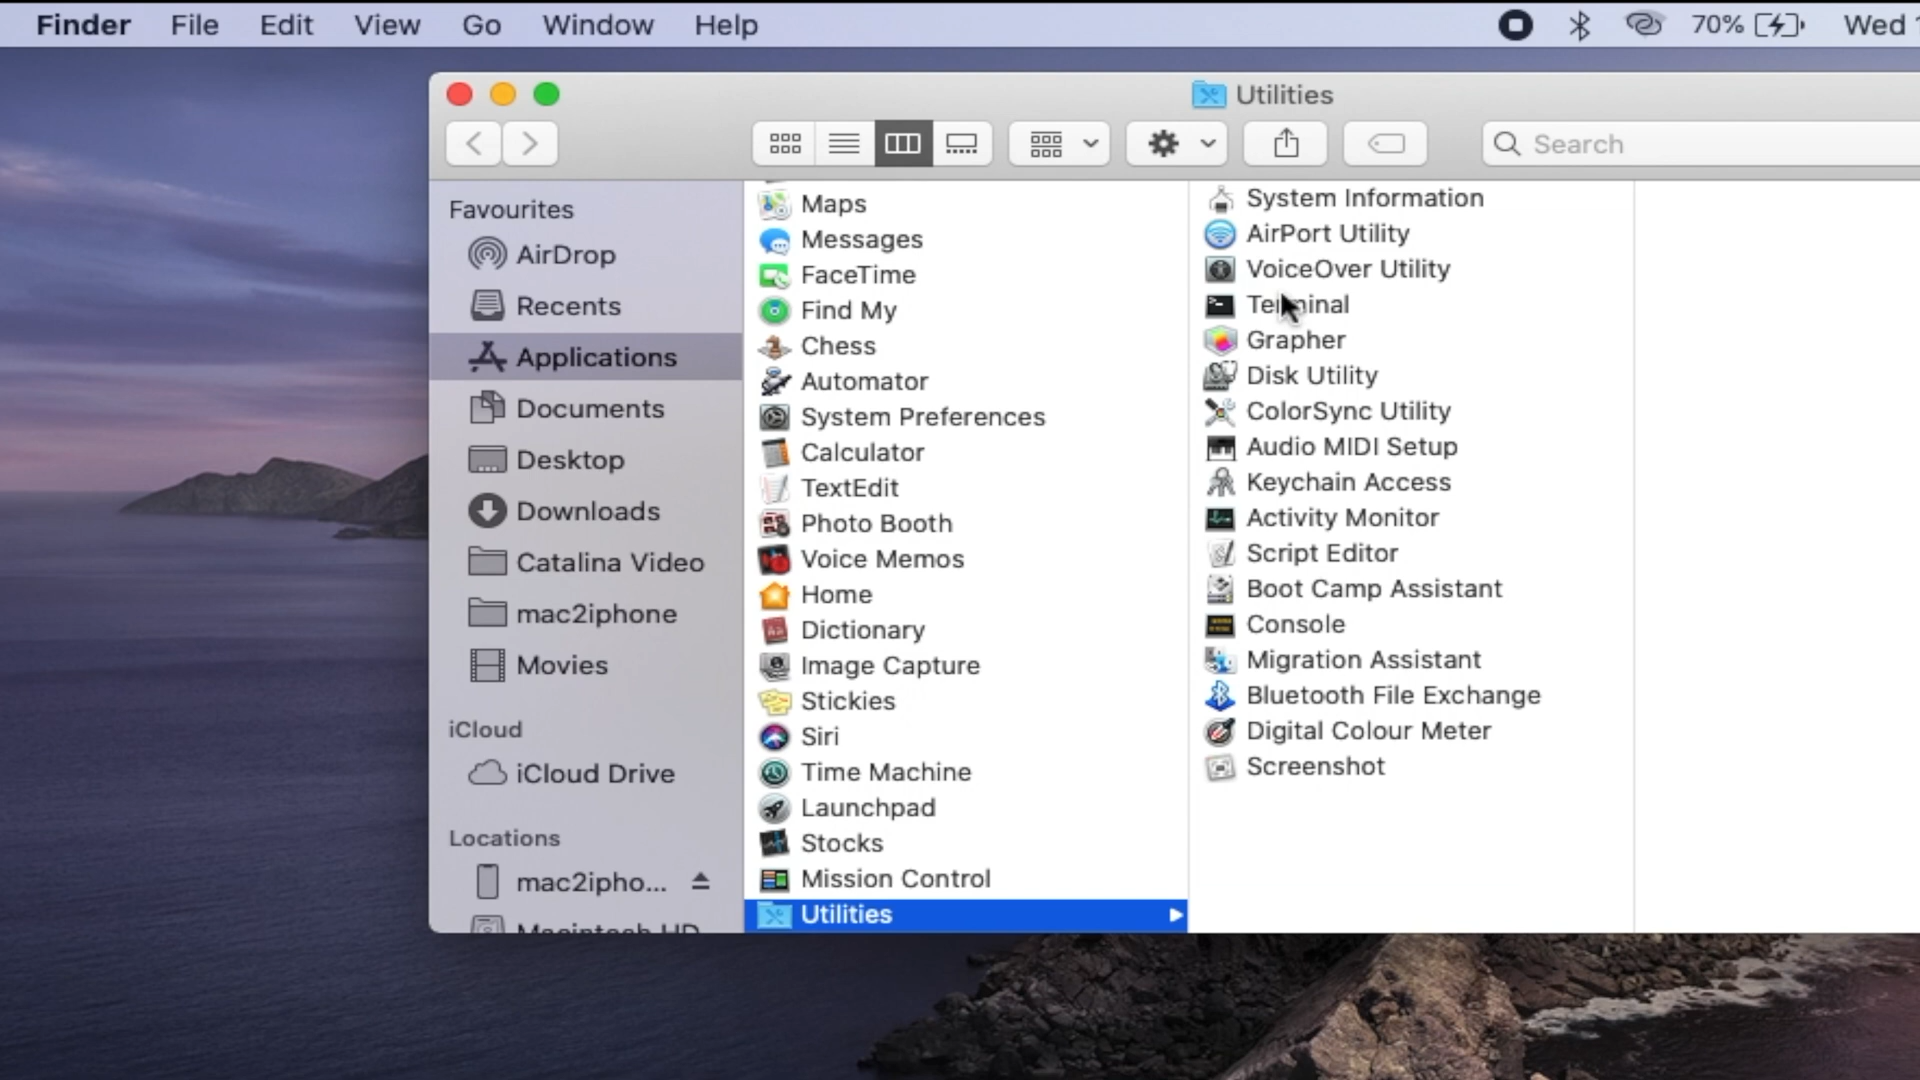 Finder File Edit View Go Window Help 70% Wed
Utilities
Search
Favourites
AirDrop
Recents
Applications
Documents
Desktop
Downloads
Catalina Video
mac2iphone
Movies
iCloud
iCloud Drive
Locations
mac2ipho...
Macintosh HD
Maps
Messages
FaceTime
Find My
Chess
Automator
System Preferences
Calculator
TextEdit
Photo Booth
Voice Memos
Home
Dictionary
Image Capture
Stickies
Siri
Time Machine
Launchpad
Stocks
Mission Control
Utilities
System Information
AirPort Utility
VoiceOver Utility
Terminal
Grapher
Disk Utility
ColorSync Utility
Audio MIDI Setup
Keychain Access
Activity Monitor
Script Editor
Boot Camp Assistant
Console
Migration Assistant
Bluetooth File Exchange
Digital Colour Meter
Screenshot